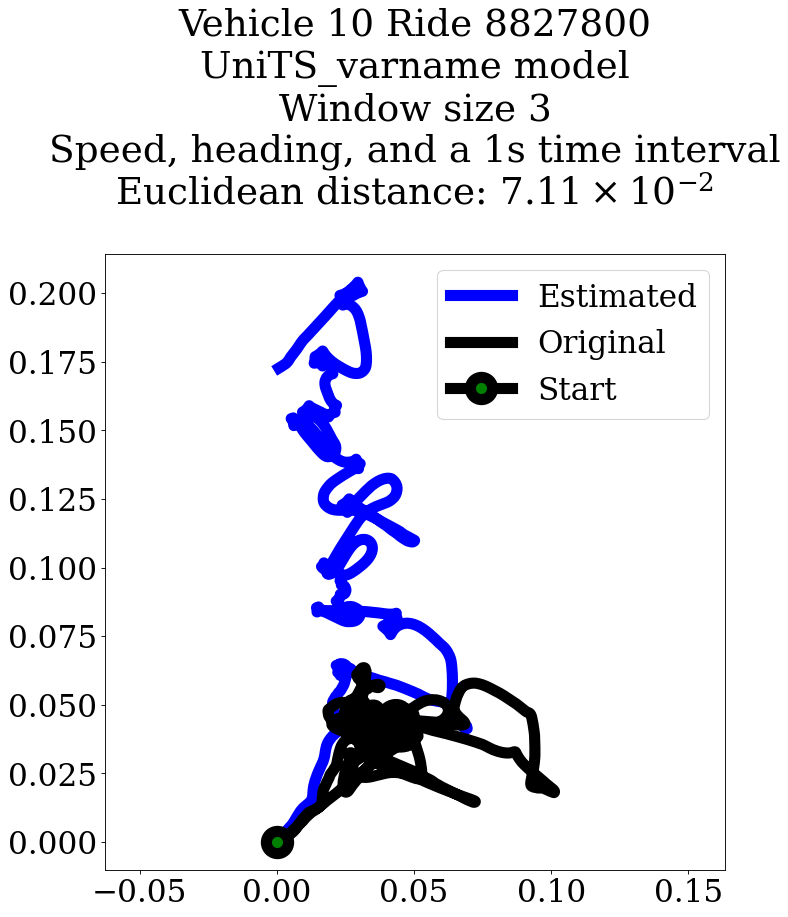 Vehicle 10 Ride 8827800
UniTS_varname model
Window size 3
Speed, heading, and a 1s time interval
Euclidean distance: 7.11 × 10⁻²
Estimated
Original
Start
0.200
0.175
0.150
0.125
0.100
0.075
0.050
0.025
0.000
−0.05 0.00 0.05 0.10 0.15